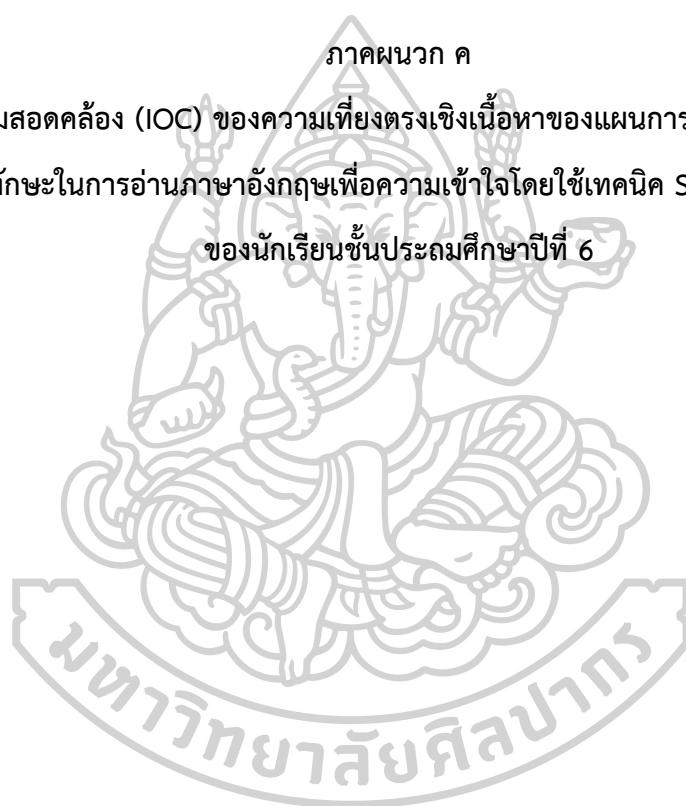 ภาคผนวก ค
สอดคล้อง (IOC) ของความเที่ยงตรงเชิงเนื้อหาของแผนการ
ทักษะในการอ่านภาษาอังกฤษเพื่อความเข้าใจโดยใช้เทคนิค
ของนักเรียนชั้นประถมศึกษาปีที่ 6
มหาวิทยาลัยศิลปากร